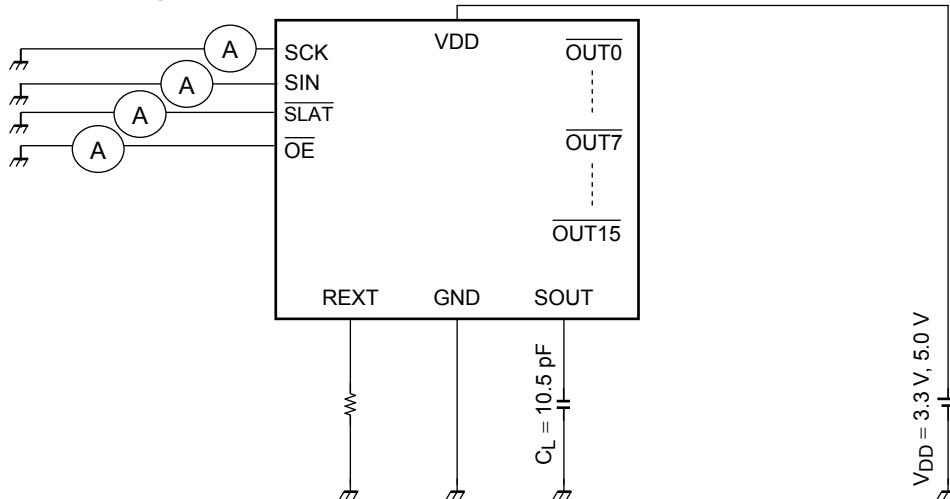 VDD
A
SCK
OUT0
A
SIN
A
SLAT
A
OE
OUT7
OUT15
REXT
GND
SOUT
CL = 10.5 pF
VDD = 3.3 V, 5.0 V